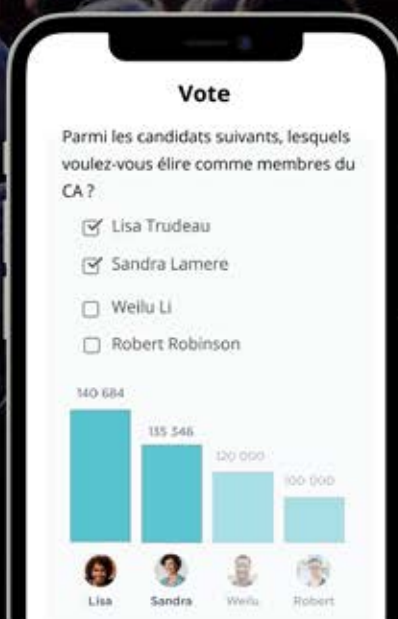 Vote
Parmi les candidats suivants, lesquels
voulez-vous élire comme membres du
CA ?
Lisa Trudeau
Sandra Lamere
Weilu Li
Robert Robinson
140 684
135 346
120 000
100 000
Lisa Sandra Weilu Robert